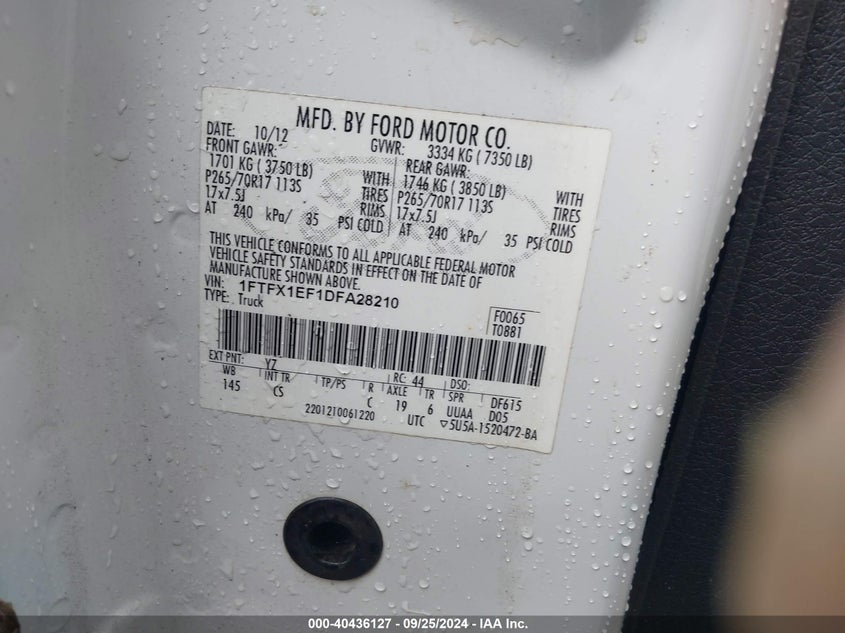 MFD. BY FORD MOTOR CO.
DATE: 10/12 GVWR: 3334 KG ( 7350 LB)
FRONT GAWR: REAR GAWR:
1701 KG ( 3750 LB) WITH 1746 KG ( 3850 LB) WITH
P265/70R17 113S TIRES P265/70R17 113S TIRES
17x7.5J RIMS 17x7.5J RIMS
AT 240 kPa/ 35 PSI COLD AT 240 kPa/ 35 PSI COLD
THIS VEHICLE CONFORMS TO ALL APPLICABLE FEDERAL MOTOR
VEHICLE SAFETY STANDARDS IN EFFECT ON THE DATE OF
MANUFACTURE SHOWN ABOVE.
VIN: 1FTFX1EF1DFA28210
TYPE: Truck
F0065
T0881
EXT PNT: YZ RC: 44 DSO:
WB INT TR TP/PS R AXLE TR SPR DF615
145 CS C 19 6 UUAA D05
22012T0061220 UTC ▽5U5A-1520472-BA
000-40436127 - 09/25/2024 - IAA Inc.